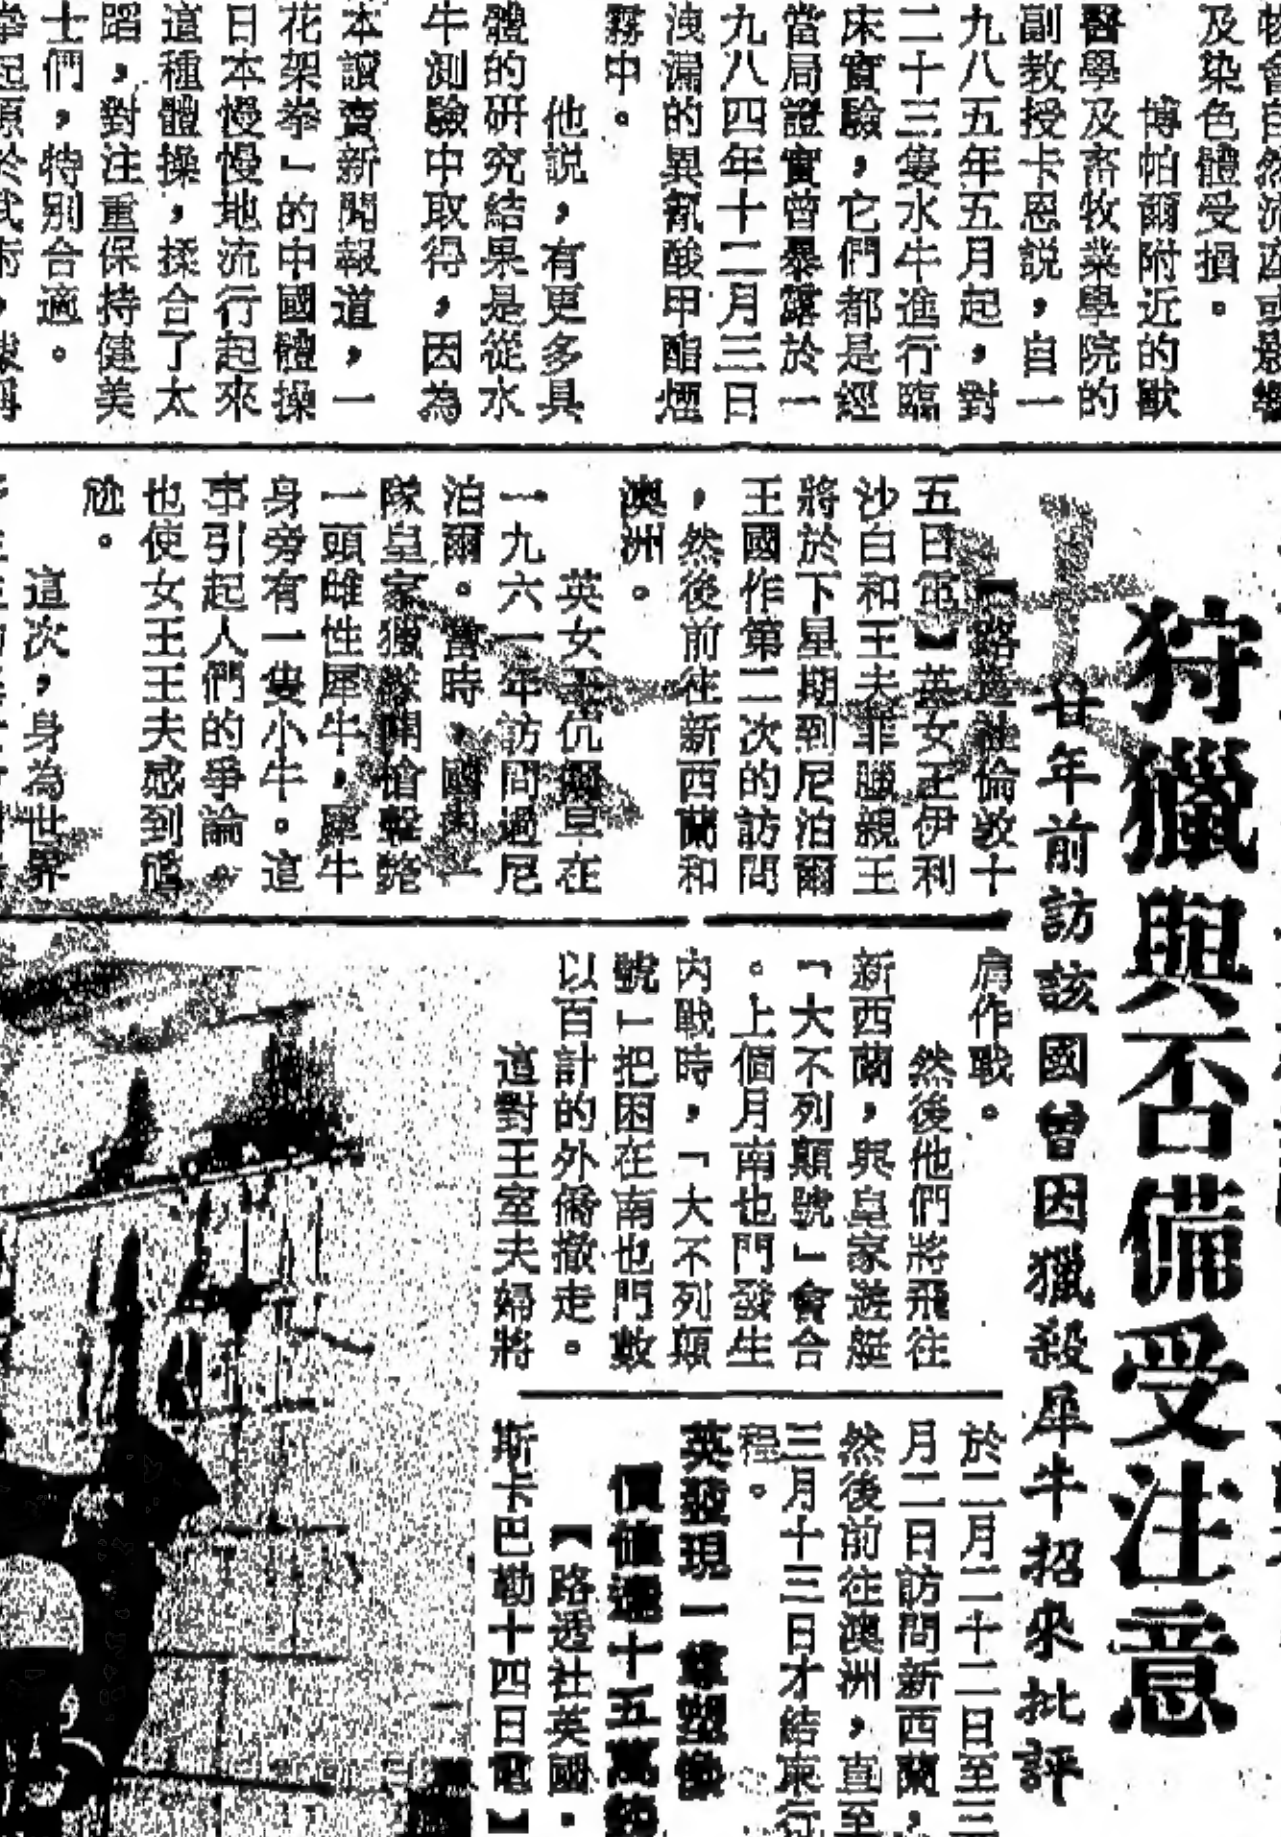 及染色體受損。
博帕爾附近的獸
醫學及畜牧業學院的
副教授卡恩説,自一
九八五年五月起,對
二十三隻水牛進行臨
床實驗,它們都是經
當局證實曾暴露於一
九八四年十二月三日
洩漏的異氰酸甲酯煙
霧中。
他説,有更多具
體的研究結果是從水
牛測驗中取得,因為
本讀賣新聞報道,一
花架拳」的中國體操
日本慢慢地流行起來
這種體操,揉合了太
蹈,對注重保持健美
士們,特別合適。
狩獵與否備受注意
廿年前訪該國曾因獵殺犀牛招來批評
【路透社倫敦十
五日電】英女王伊利
沙白和王夫菲臘親王
將於下星期到尼泊爾
王國作第二次的訪問
,然後前往新西蘭和
澳洲。
英女王伉儷皇在
一九六一年訪問過尼
泊爾。當時,國
隊皇家獵隊開槍擊斃
一頭雌性犀牛,犀牛
身旁有一隻小牛。這
事引起人們的爭論。
也使女王王夫感到尷
尬。
這次,身為世界
肩作戰。
然後他們將飛往
新西蘭,與皇家遊艇
「大不列顛號」會合
。上個月南也門發生
內戰時,「大不列顛
號」把困在南也門數
以百計的外僑撤走。
這對王室夫婦將
於二月二十二日至三
月二日訪問新西蘭,
然後前往澳洲,直至
三月十三日才結束行
程。
英發現一尊塑像
價值達十五萬鎊
【路透社英國·
斯卡巴勒十四日電】